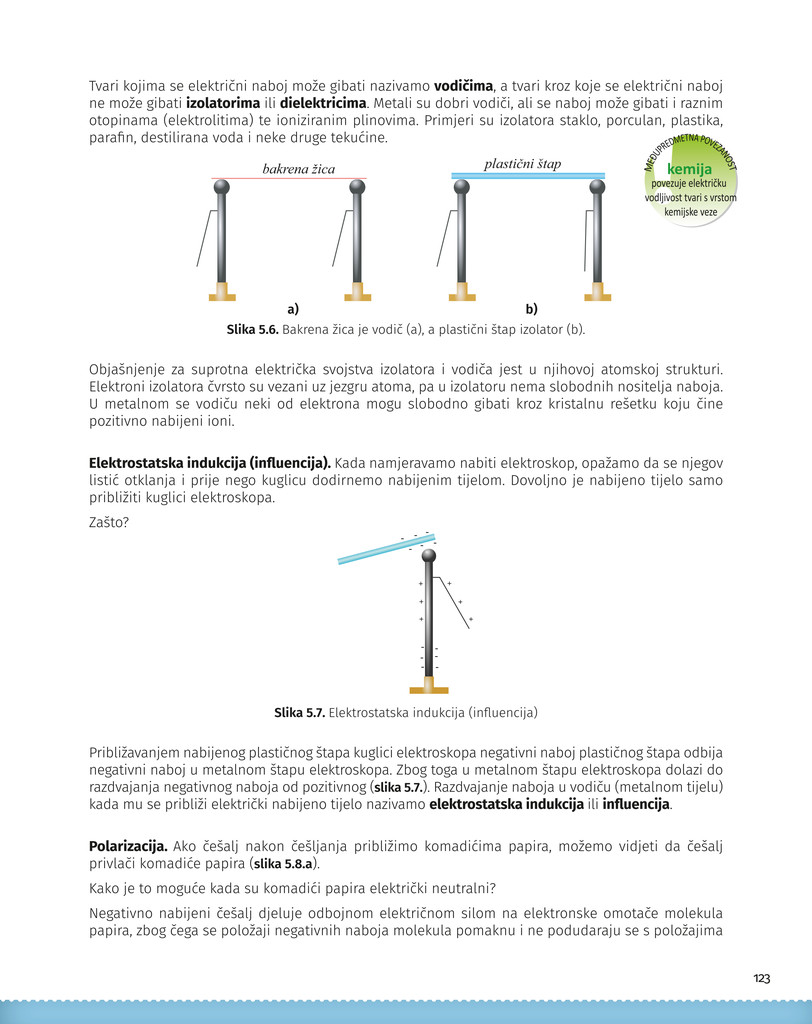 Tvari kojima se električni naboj može gibati nazivamo vodičima, a tvari kroz koje se električni naboj
ne može gibati izolatorima ili dielektricima. Metali su dobri vodiči, ali se naboj može gibati i raznim
otopinama (elektrolitima) te ioniziranim plinovima. Primjeri su izolatora staklo, porculan, plastika,
parafin, destilirana voda i neke druge tekućine.
MEĐUPREDMETNA POVEZANOST
kemija
povezuje električku
vodljivost tvari s vrstom
kemijske veze
bakrena žica
plastični štap
a)
b)
Slika 5.6. Bakrena žica je vodič (a), a plastični štap izolator (b).
Objašnjenje za suprotna električka svojstva izolatora i vodiča jest u njihovoj atomskoj strukturi.
Elektroni izolatora čvrsto su vezani uz jezgru atoma, pa u izolatoru nema slobodnih nositelja naboja.
U metalnom se vodiču neki od elektrona mogu slobodno gibati kroz kristalnu rešetku koju čine
pozitivno nabijeni ioni.
Elektrostatska indukcija (influencija). Kada namjeravamo nabiti elektroskop, opažamo da se njegov
listić otklanja i prije nego kuglicu dodirnemo nabijenim tijelom. Dovoljno je nabijeno tijelo samo
približiti kuglici elektroskopa.
Zašto?
- - -
- - -
+ +
+ +
+ +
- -
- -
- -
Slika 5.7. Elektrostatska indukcija (influencija)
Približavanjem nabijenog plastičnog štapa kuglici elektroskopa negativni naboj plastičnog štapa odbija
negativni naboj u metalnom štapu elektroskopa. Zbog toga u metalnom štapu elektroskopa dolazi do
razdvajanja negativnog naboja od pozitivnog (slika 5.7.). Razdvajanje naboja u vodiču (metalnom tijelu)
kada mu se približi električki nabijeno tijelo nazivamo elektrostatska indukcija ili influencija.
Polarizacija. Ako češalj nakon češljanja približimo komadićima papira, možemo vidjeti da češalj
privlači komadiće papira (slika 5.8.a).
Kako je to moguće kada su komadići papira električki neutralni?
Negativno nabijeni češalj djeluje odbojnom električnom silom na elektronske omotače molekula
papira, zbog čega se položaji negativnih naboja molekula pomaknu i ne podudaraju se s položajima
123